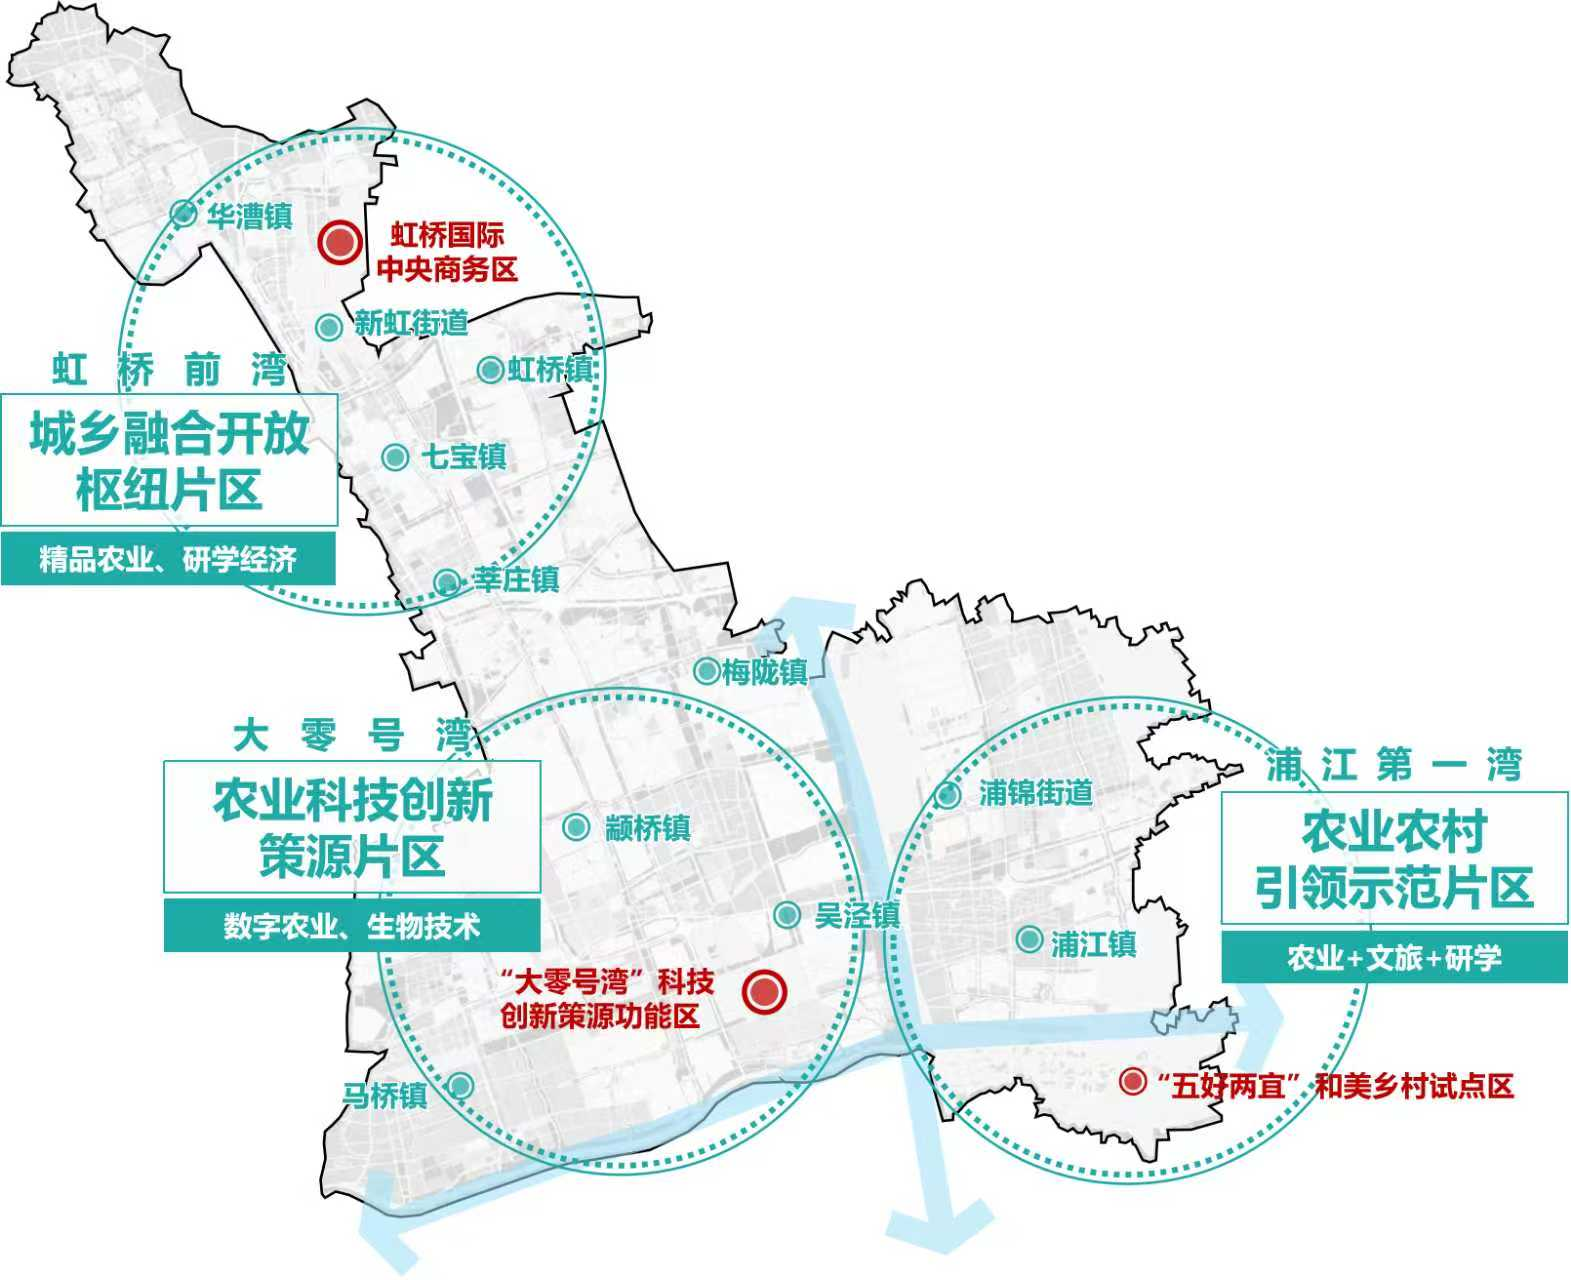 华漕镇
虹桥国际
中央商务区
新虹街道
虹桥前湾
虹桥镇
城乡融合开放
枢纽片区
七宝镇
精品农业、研学经济
莘庄镇
梅陇镇
大零号湾
农业科技创新
策源片区
数字农业、生物技术
颛桥镇
吴泾镇
“大零号湾”科技
创新策源功能区
马桥镇
浦江第一湾
浦锦街道
农业农村
引领示范片区
浦江镇
农业+文旅+研学
“五好两宜”和美乡村试点区